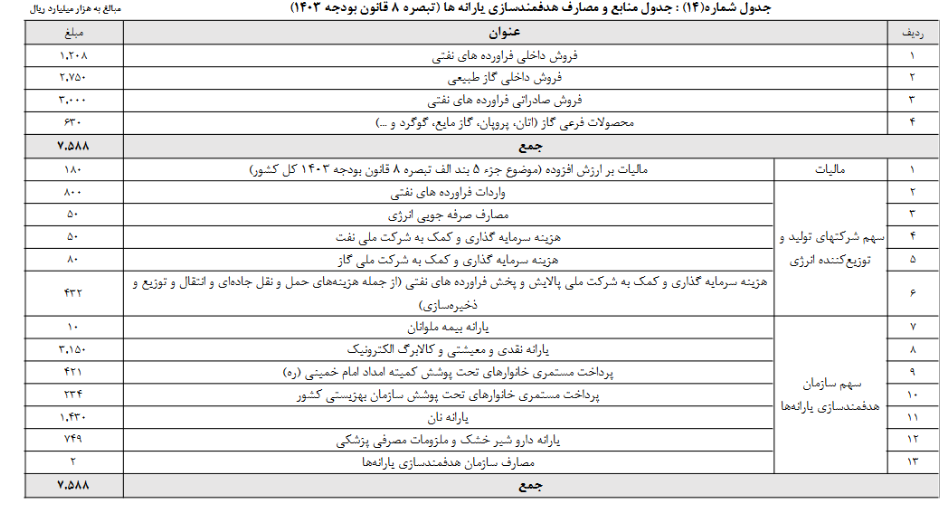 جدول شماره(۱۴) : جدول منابع و مصارف هدفمندسازی یارانه ها (تبصره ۸ قانون بودجه ۱۴۰۳)
مبالغ به هزار میلیارد ریال
ردیف عنوان مبلغ
۱ فروش داخلی فراورده های نفتی ۱,۲۰۸
۲ فروش داخلی گاز طبیعی ۲,۷۵۰
۳ فروش صادراتی فراورده های نفتی ۳,۰۰۰
۴ محصولات فرعی گاز (اتان، پروپان، گاز مایع، گوگرد و ...) ۶۳۰
جمع ۷,۵۸۸
۱ مالیات مالیات بر ارزش افزوده (موضوع جزء ۵ بند الف تبصره ۸ قانون بودجه ۱۴۰۳ کل کشور) ۱۸۰
سهم شرکتهای تولید و
توزیع‌کننده انرژی
۲ واردات فراورده های نفتی ۸۰۰
۳ مصارف صرفه جویی انرژی ۵۰
۴ هزینه سرمایه گذاری و کمک به شرکت ملی نفت ۵۰
۵ هزینه سرمایه گذاری و کمک به شرکت ملی گاز ۸۰
۶ هزینه سرمایه گذاری و کمک به شرکت ملی پالایش و پخش فراورده های نفتی (از جمله هزینه‌های حمل و نقل جاده‌ای و انتقال و توزیع و
ذخیره‌سازی) ۴۳۲
سهم سازمان
هدفمندسازی یارانه‌ها
۷ یارانه بیمه ملوانان ۱۰
۸ یارانه نقدی و معیشتی و کالابرگ الکترونیک ۳,۱۵۰
۹ پرداخت مستمری خانوارهای تحت پوشش کمیته امداد امام خمینی (ره) ۴۲۱
۱۰ پرداخت مستمری خانوارهای تحت پوشش سازمان بهزیستی کشور ۲۳۴
۱۱ یارانه نان ۱,۴۳۰
۱۲ یارانه دارو شیر خشک و ملزومات مصرفی پزشکی ۷۴۹
۱۳ مصارف سازمان هدفمندسازی یارانه‌ها ۲
جمع ۷,۵۸۸